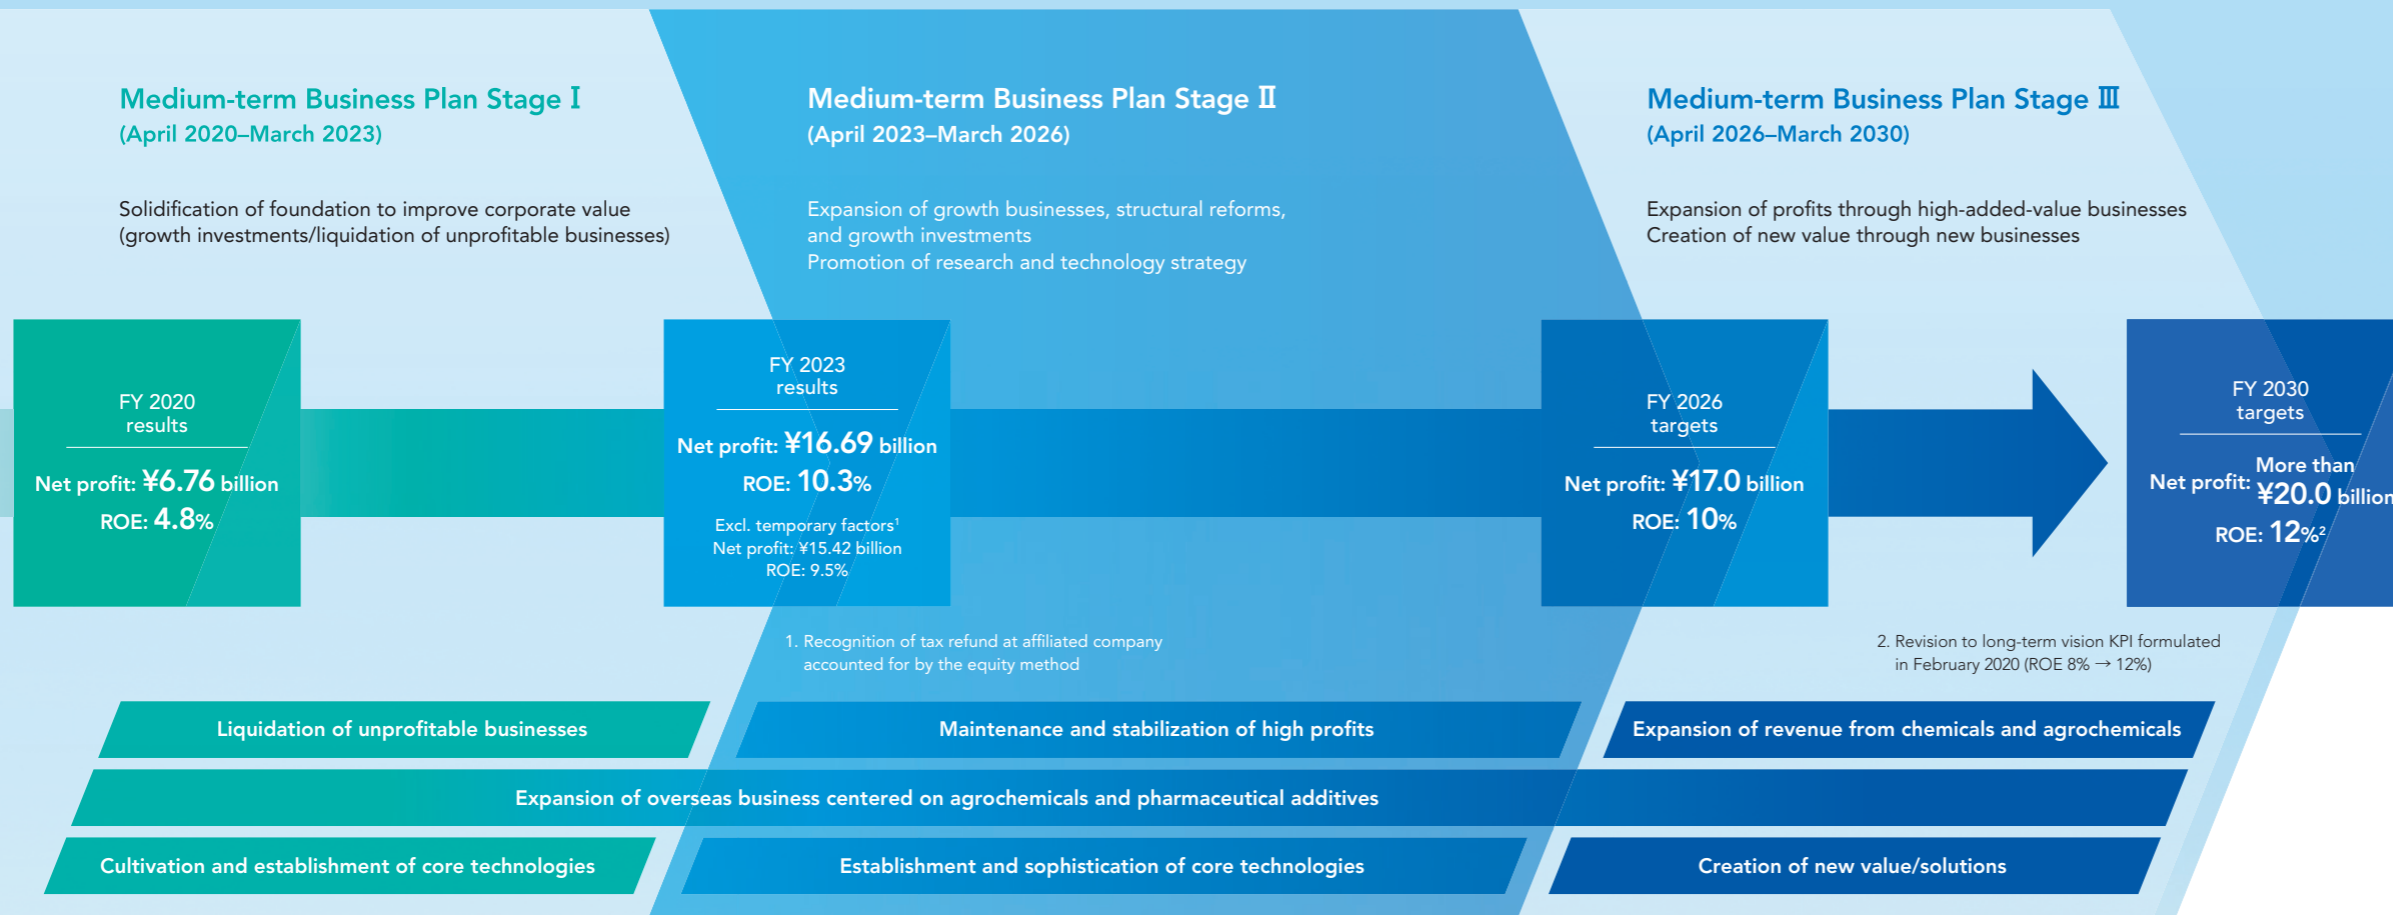 Medium-term Business Plan Stage Ⅰ
(April 2020–March 2023)
Solidification of foundation to improve corporate value
(growth investments/liquidation of unprofitable businesses)
Medium-term Business Plan Stage Ⅱ
(April 2023–March 2026)
Expansion of growth businesses, structural reforms,
and growth investments
Promotion of research and technology strategy
Medium-term Business Plan Stage Ⅲ
(April 2026–March 2030)
Expansion of profits through high-added-value businesses
Creation of new value through new businesses
FY 2020
results
Net profit: ¥6.76 billion
ROE: 4.8%
FY 2023
results
Net profit: ¥16.69 billion
ROE: 10.3%
Excl. temporary factors1
Net profit: ¥15.42 billion
ROE: 9.5%
FY 2026
targets
Net profit: ¥17.0 billion
ROE: 10%
FY 2030
targets
Net profit: More than
¥20.0 billion
ROE: 12%2
1. Recognition of tax refund at affiliated company
accounted for by the equity method
2. Revision to long-term vision KPI formulated
in February 2020 (ROE 8% → 12%)
Liquidation of unprofitable businesses
Maintenance and stabilization of high profits
Expansion of revenue from chemicals and agrochemicals
Expansion of overseas business centered on agrochemicals and pharmaceutical additives
Cultivation and establishment of core technologies
Establishment and sophistication of core technologies
Creation of new value/solutions